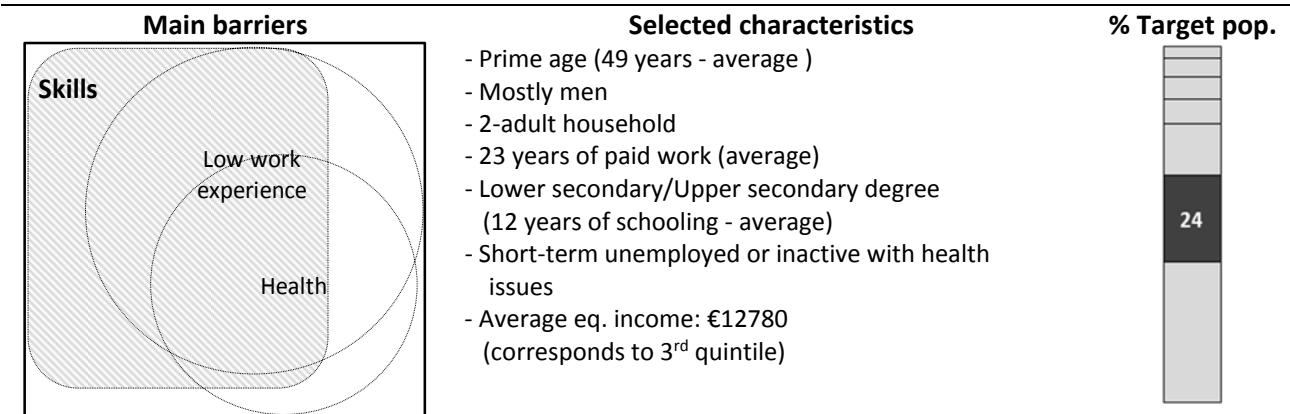 Main barriers
Selected characteristics
% Target pop.
Skills
Low work
experience
Health
- Prime age (49 years - average )
- Mostly men
- 2-adult household
- 23 years of paid work (average)
- Lower secondary/Upper secondary degree
(12 years of schooling - average)
- Short-term unemployed or inactive with health
issues
- Average eq. income: €12780
(corresponds to 3rd quintile)
24